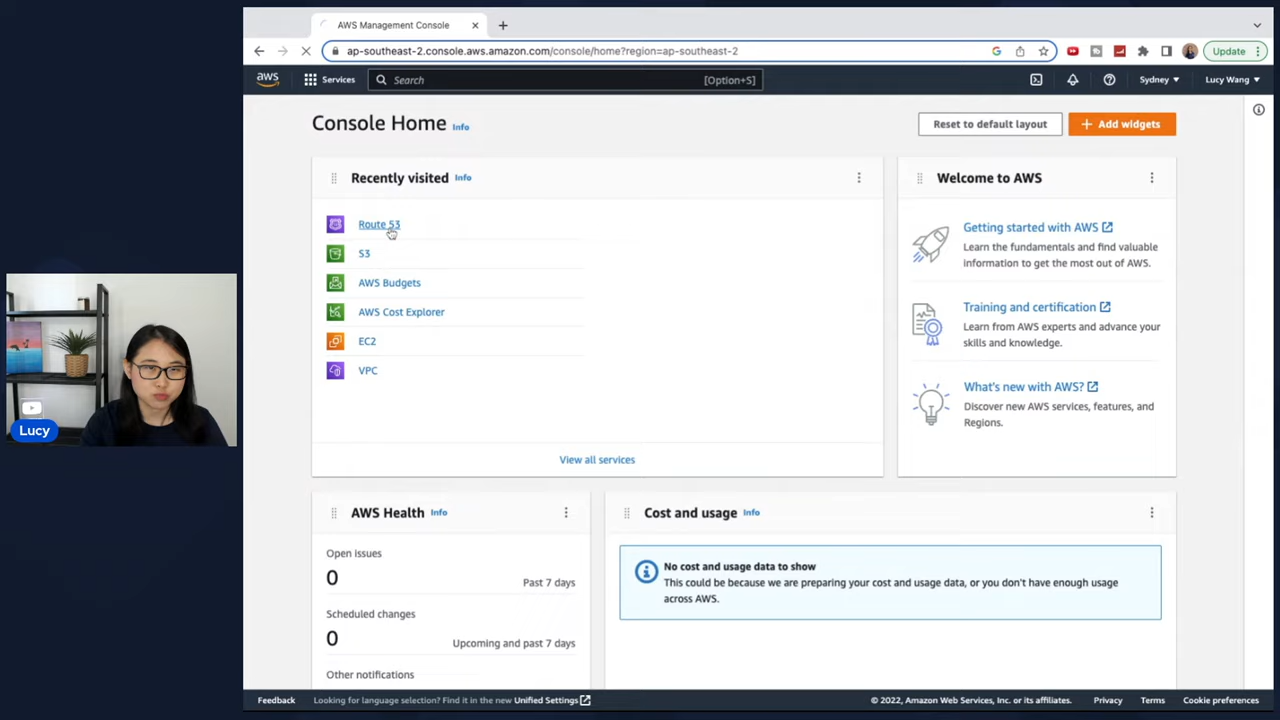 AWS Management Console
ap-southeast-2.console.aws.amazon.com/console/home?region=ap-southeast-2
Update
aws
Services
Search
[Option+S]
Sydney
Lucy Wang
Console Home Info
Reset to default layout
Add widgets
Recently visited Info
Route 53
S3
AWS Budgets
AWS Cost Explorer
EC2
VPC
View all services
Welcome to AWS
Getting started with AWS
Learn the fundamentals and find valuable
information to get the most out of AWS.
Training and certification
Learn from AWS experts and advance your
skills and knowledge.
What's new with AWS?
Discover new AWS services, features, and
Regions.
AWS Health Info
Open issues
0
Past 7 days
Scheduled changes
0
Upcoming and past 7 days
Other notifications
Cost and usage Info
No cost and usage data to show
This could be because we are preparing your cost and usage data, or you don't have enough usage
across AWS.
Lucy
Feedback
Looking for language selection? Find it in the new Unified Settings
© 2022, Amazon Web Services, Inc. or its affiliates.
Privacy
Terms
Cookie preferences